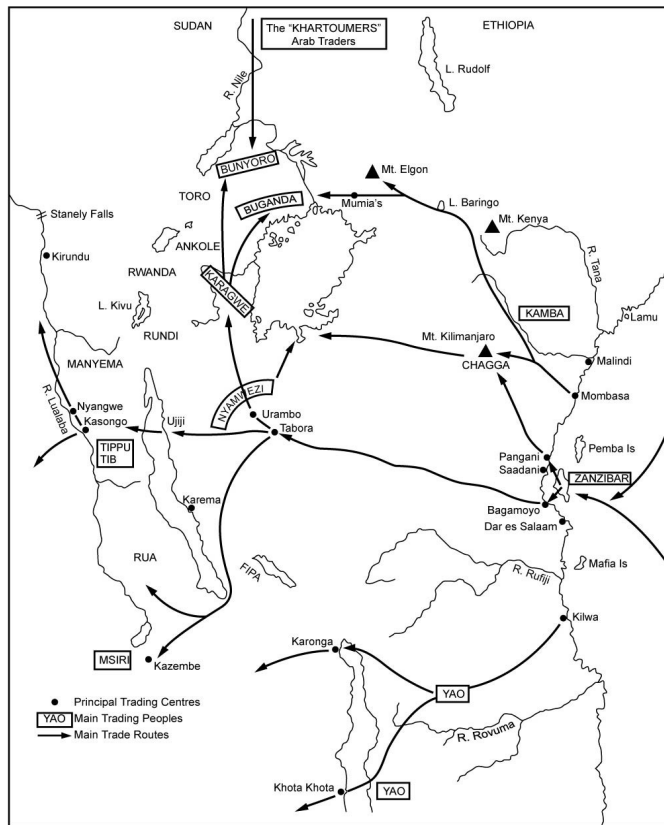 SUDAN
The "KHARTOUMERS"
Arab Traders
ETHIOPIA
L. Rudolf
R. Nile
BUNYORO
Mt. Elgon
TORO
BUGANDA
Mumia's
L. Baringo
Mt. Kenya
Stanely Falls
ANKOLE
R. Tana
Kirundu
RWANDA
KARAGWE
L. Kivu
KAMBA
Lamu
RUNDI
Mt. Kilimanjaro
CHAGGA
Malindi
MANYEMA
NYAMWEZI
Mombasa
R. Lualaba
Nyangwe
Kasongo
Ujiji
Urambo
Tabora
TIPPU
TIB
Pemba Is
Pangani
Saadani
ZANZIBAR
Karema
Bagamoyo
Dar es Salaam
RUA
FIPA
Mafia Is
R. Rufiji
Kilwa
MSIRI
Kazembe
Karonga
YAO
R. Rovuma
Khota Khota
YAO
Principal Trading Centres
YAO Main Trading Peoples
Main Trade Routes